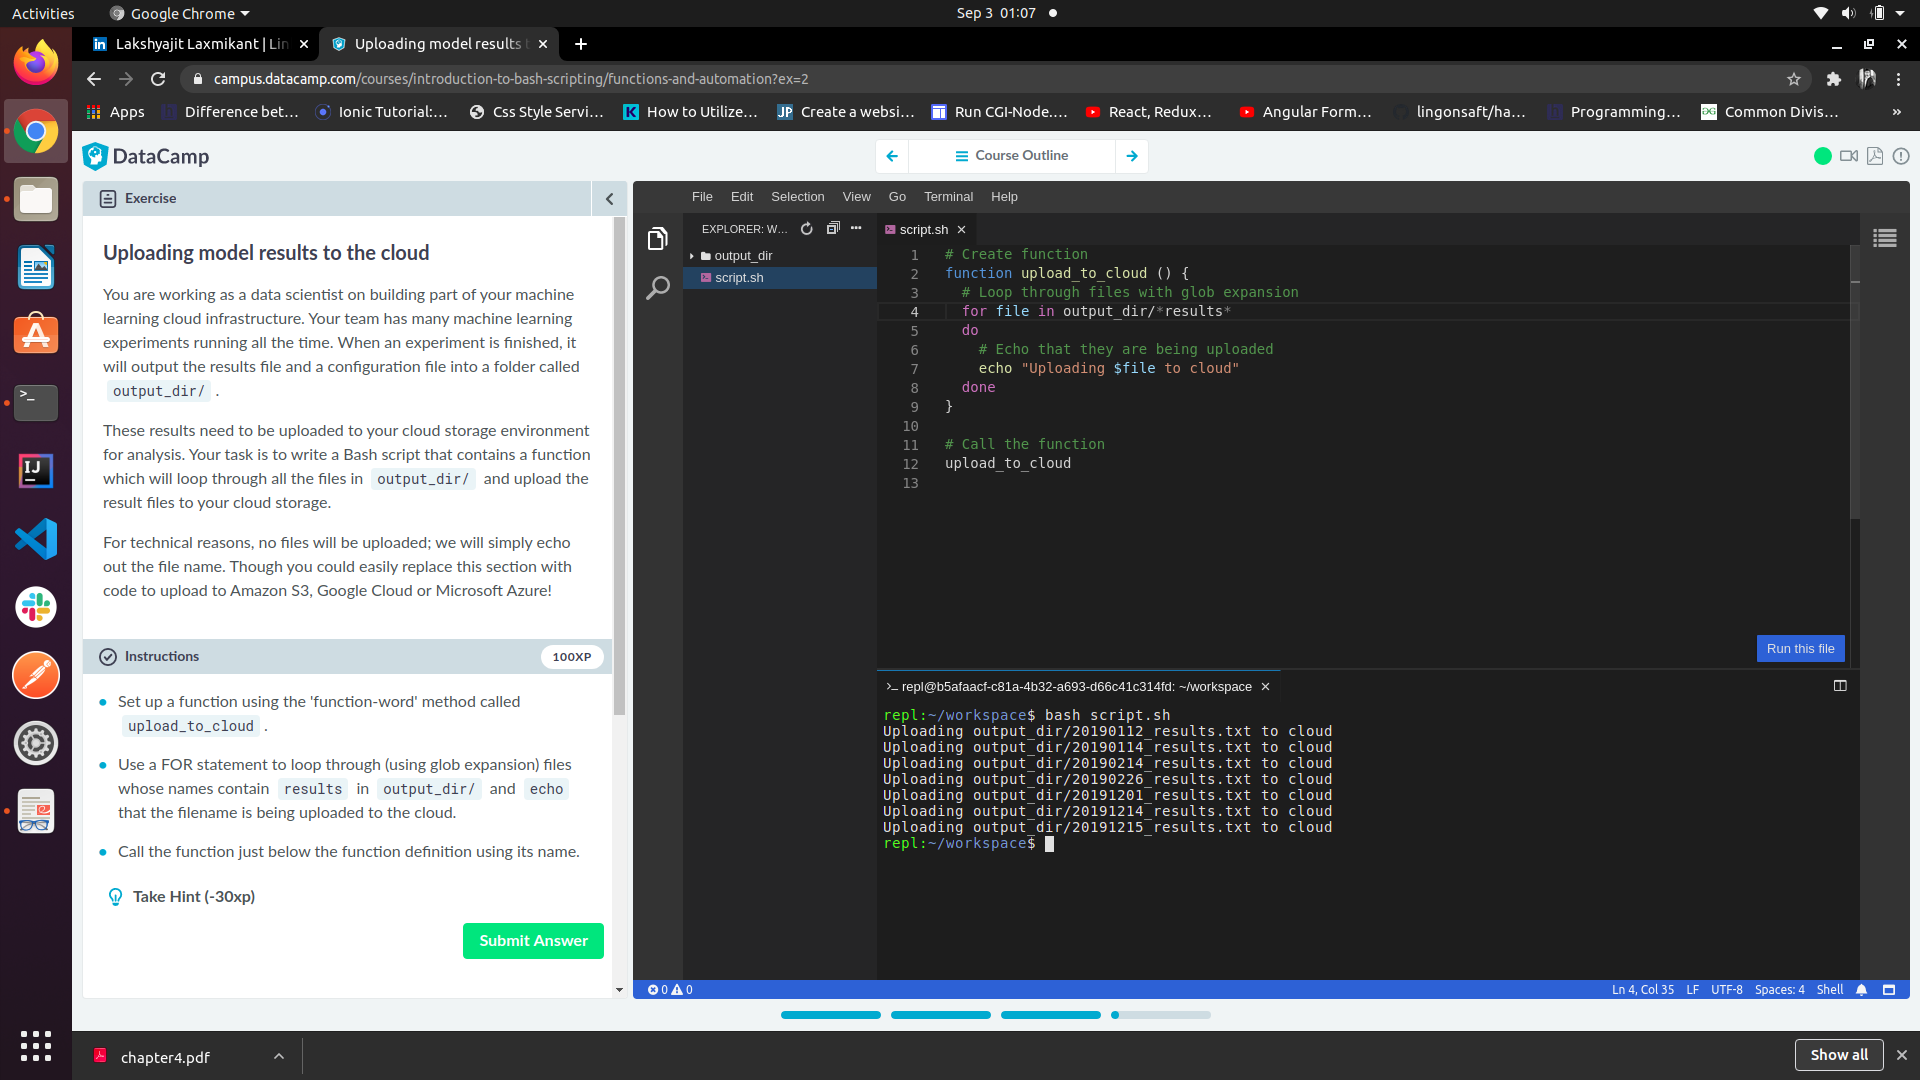 Activities
Google Chrome
Sep 3 01:07
Lakshyajit Laxmikant | Lin
Uploading model results t
campus.datacamp.com/courses/introduction-to-bash-scripting/functions-and-automation?ex=2
Apps
Difference bet...
Ionic Tutorial:...
Css Style Servi...
How to Utilize...
JP
Create a websi...
Run CGI-Node....
React, Redux...
Angular Form...
lingonsaft/ha...
Programming...
Common Divis...
»
DataCamp
Course Outline
Exercise
Uploading model results to the cloud
You are working as a data scientist on building part of your machine
learning cloud infrastructure. Your team has many machine learning
experiments running all the time. When an experiment is finished, it
will output the results file and a configuration file into a folder called
output_dir/ .
These results need to be uploaded to your cloud storage environment
for analysis. Your task is to write a Bash script that contains a function
which will loop through all the files in output_dir/ and upload the
result files to your cloud storage.
For technical reasons, no files will be uploaded; we will simply echo
out the file name. Though you could easily replace this section with
code to upload to Amazon S3, Google Cloud or Microsoft Azure!
Instructions
100XP
Set up a function using the 'function-word' method called
upload_to_cloud .
Use a FOR statement to loop through (using glob expansion) files
whose names contain results in output_dir/ and echo
that the filename is being uploaded to the cloud.
Call the function just below the function definition using its name.
Take Hint (-30xp)
Submit Answer
File Edit Selection View Go Terminal Help
EXPLORER: W...
output_dir
script.sh
script.sh
1 # Create function
2 function upload_to_cloud () {
3 # Loop through files with glob expansion
4 for file in output_dir/*results*
5 do
6 # Echo that they are being uploaded
7 echo "Uploading $file to cloud"
8 done
9 }
10
11 # Call the function
12 upload_to_cloud
13
Run this file
>_ repl@b5afaacf-c81a-4b32-a693-d66c41c314fd: ~/workspace
repl:~/workspace$ bash script.sh
Uploading output_dir/20190112_results.txt to cloud
Uploading output_dir/20190114_results.txt to cloud
Uploading output_dir/20190214_results.txt to cloud
Uploading output_dir/20190226_results.txt to cloud
Uploading output_dir/20191201_results.txt to cloud
Uploading output_dir/20191214_results.txt to cloud
Uploading output_dir/20191215_results.txt to cloud
repl:~/workspace$
0 0
Ln 4, Col 35 LF UTF-8 Spaces: 4 Shell
chapter4.pdf
Show all